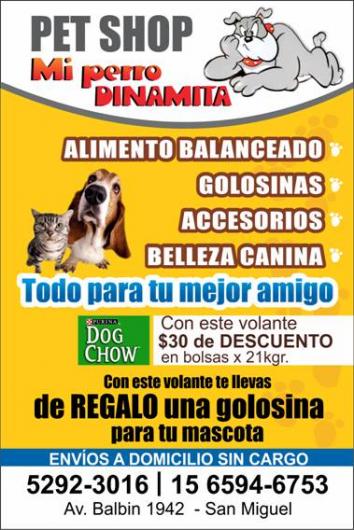 PET SHOP
Mi perro
DINAMITA
ALIMENTO BALANCEADO
GOLOSINAS
ACCESORIOS
BELLEZA CANINA
Todo para tu mejor amigo
PURINA
DOG
CHOW
Con este volante
$30 de DESCUENTO
en bolsas x 21kgr.
Con este volante te llevas
de REGALO una golosina
para tu mascota
ENVÍOS A DOMICILIO SIN CARGO
5292-3016 | 15 6594-6753
Av. Balbin 1942 - San Miguel